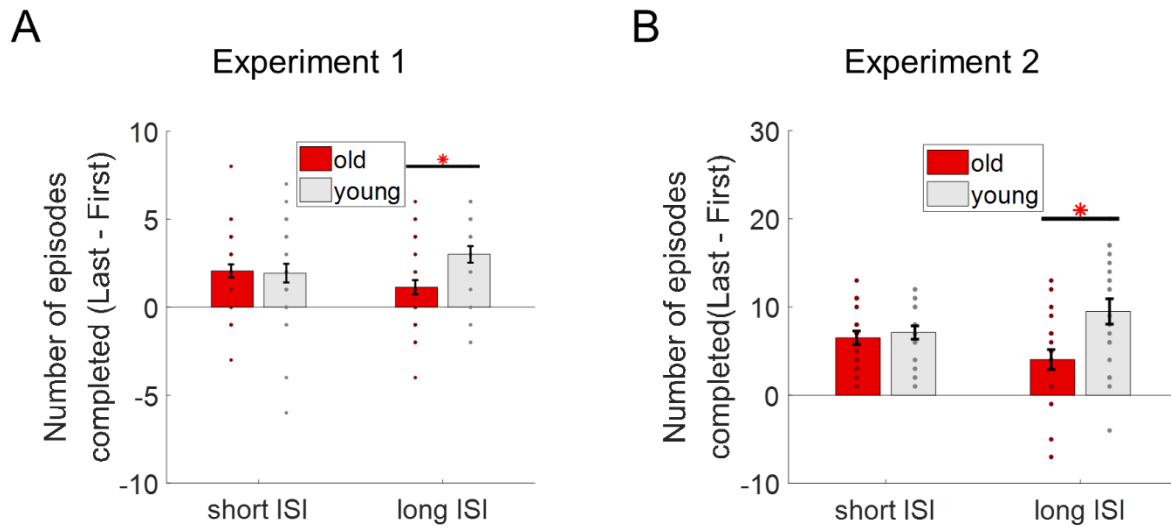 A
Experiment 1
Number of episodes
completed (Last - First)
10
5
0
-5
-10
old
young
*
short ISI
long ISI
B
Experiment 2
Number of episodes
completed(Last - First)
30
20
10
0
-10
old
young
*
short ISI
long ISI